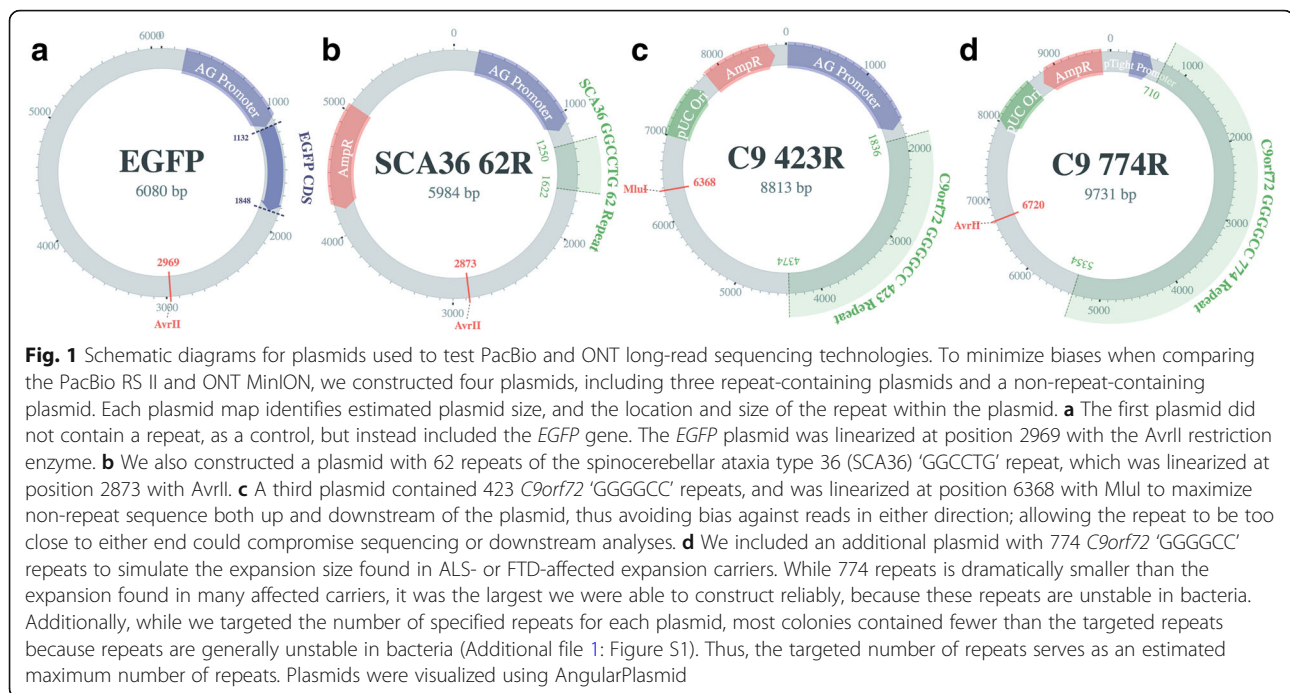 a
6000 0
AG Promoter
1000
1132
EGFP CDS
1848
2000
5000
4000
3000
EGFP
6080 bp
2969
AvrII
b
0
AG Promoter
1000
SCA36 GGCCTG 62 Repeat
1250
1622
5000
AmpR
SCA36 62R
5984 bp
4000
2000
2873
3000
AvrII
c
0
8000
AmpR
AG Promoter
1000
pUC Ori
7000
1836
2000
C9 423R
8813 bp
MluI
6368
C9orf72 GGGGCC 423 Repeat
6000
3000
4374
5000
4000
d
0
9000
AmpR
pTight Promoter
1000
710
pUC Ori
8000
2000
C9orf72 GGGGCC 774 Repeat
C9 774R
9731 bp
7000
6720
AvrII
3000
6000
5354
5000
4000
Fig. 1 Schematic diagrams for plasmids used to test PacBio and ONT long-read sequencing technologies. To minimize biases when comparing
the PacBio RS II and ONT MinION, we constructed four plasmids, including three repeat-containing plasmids and a non-repeat-containing
plasmid. Each plasmid map identifies estimated plasmid size, and the location and size of the repeat within the plasmid. a The first plasmid did
not contain a repeat, as a control, but instead included the EGFP gene. The EGFP plasmid was linearized at position 2969 with the AvrII restriction
enzyme. b We also constructed a plasmid with 62 repeats of the spinocerebellar ataxia type 36 (SCA36) ‘GGCCTG’ repeat, which was linearized at
position 2873 with AvrII. c A third plasmid contained 423 C9orf72 ‘GGGGCC’ repeats, and was linearized at position 6368 with MluI to maximize
non-repeat sequence both up and downstream of the plasmid, thus avoiding bias against reads in either direction; allowing the repeat to be too
close to either end could compromise sequencing or downstream analyses. d We included an additional plasmid with 774 C9orf72 ‘GGGGCC’
repeats to simulate the expansion size found in ALS- or FTD-affected expansion carriers. While 774 repeats is dramatically smaller than the
expansion found in many affected carriers, it was the largest we were able to construct reliably, because these repeats are unstable in bacteria.
Additionally, while we targeted the number of specified repeats for each plasmid, most colonies contained fewer than the targeted repeats
because repeats are generally unstable in bacteria (Additional file 1: Figure S1). Thus, the targeted number of repeats serves as an estimated
maximum number of repeats. Plasmids were visualized using AngularPlasmid